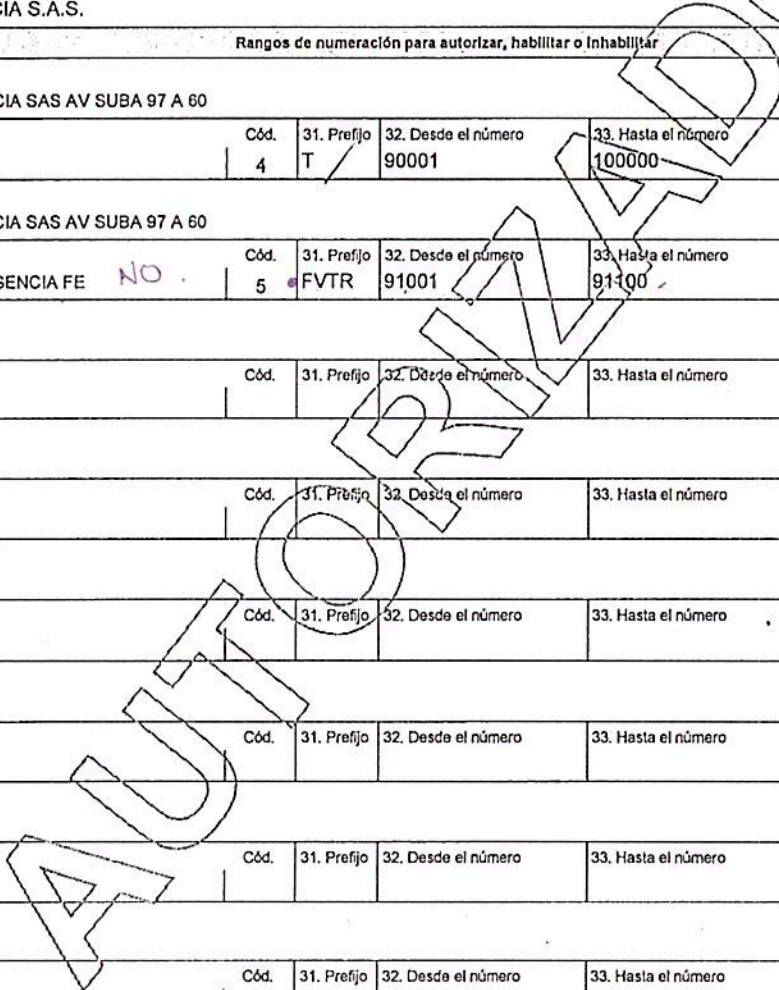 CIA S.A.S.
Rangos de numeración para autorizar, habilitar o inhabilitar
CIA SAS AV SUBA 97 A 60
Cód. 31. Prefijo 32. Desde el número 33. Hasta el número
4 T 90001 100000
CIA SAS AV SUBA 97 A 60
Cód. 31. Prefijo 32. Desde el número 33. Hasta el número
GENCIA FE NO. 5 FVTR 91001 91100
Cód. 31. Prefijo 32. Desde el número 33. Hasta el número
Cód. 31. Prefijo 32. Desde el número 33. Hasta el número
Cód. 31. Prefijo 32. Desde el número 33. Hasta el número
Cód. 31. Prefijo 32. Desde el número 33. Hasta el número
Cód. 31. Prefijo 32. Desde el número 33. Hasta el número
Cód. 31. Prefijo 32. Desde el número 33. Hasta el número
AUTORIZAD